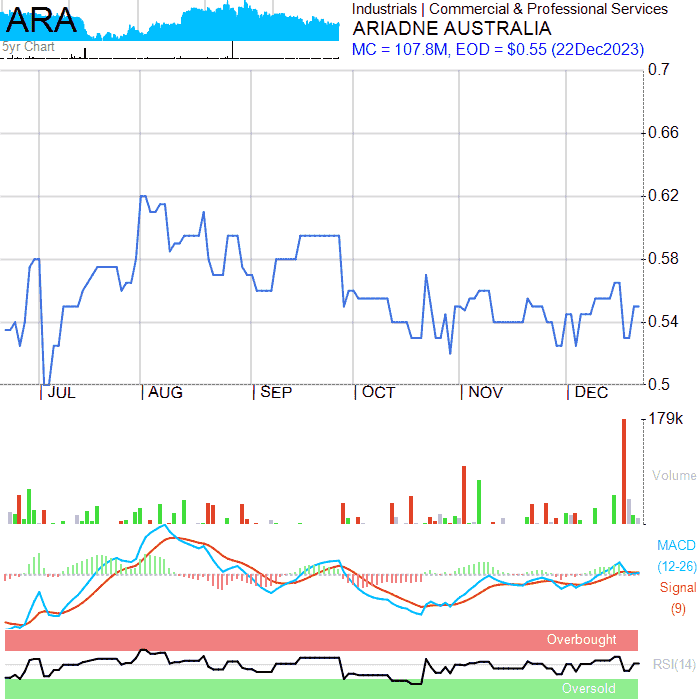 ARA
5yr Chart
Industrials | Commercial & Professional Services
ARIADNE AUSTRALIA
MC = 107.8M, EOD = $0.55 (22Dec2023)
0.7
0.66
0.62
0.58
0.54
0.5
JUL AUG SEP OCT NOV DEC
179k
Volume
MACD
(12-26)
Signal
(9)
Overbought
RSI(14)
Oversold